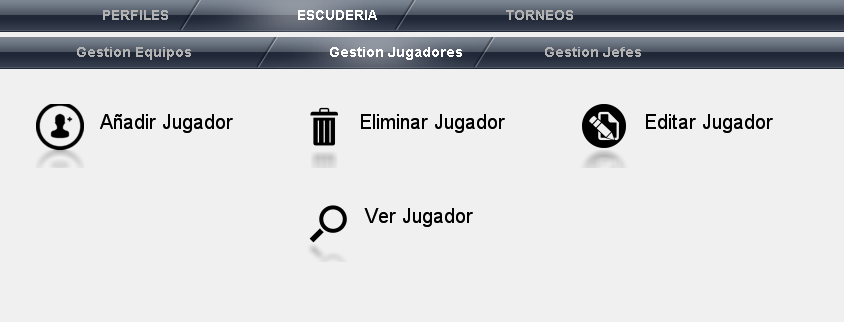 PERFILES ESCUDERIA TORNEOS
Gestion Equipos Gestion Jugadores Gestion Jefes
Añadir Jugador Eliminar Jugador Editar Jugador
Ver Jugador